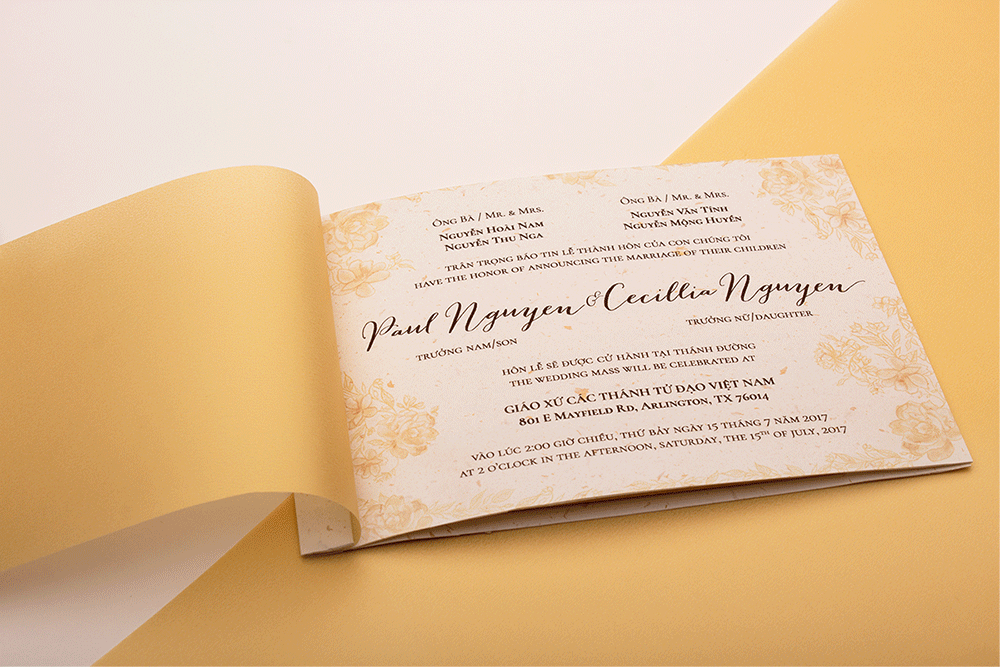 Ông Bà / Mr. & Mrs.
Nguyễn Hoài Nam
Nguyễn Thu Nga
Ông Bà / Mr. & Mrs.
Nguyễn Văn Tính
Nguyễn Mộng Huyền
Trân trọng báo tin lễ thành hôn của con chúng tôi
have the honor of announcing the marriage of their children
Paul Nguyen & Cecillia Nguyen
Trưởng Nam/Son
Trưởng Nữ/Daughter
Hôn lễ sẽ được cử hành tại thánh đường
The wedding mass will be celebrated at
Giáo Xứ Các Thánh Tử Đạo Việt Nam
801 E Mayfield Rd, Arlington, TX 76014
Vào lúc 2:00 giờ chiều, thứ bảy ngày 15 tháng 7 năm 2017
At 2 o'clock in the afternoon, Saturday, the 15th of July, 2017